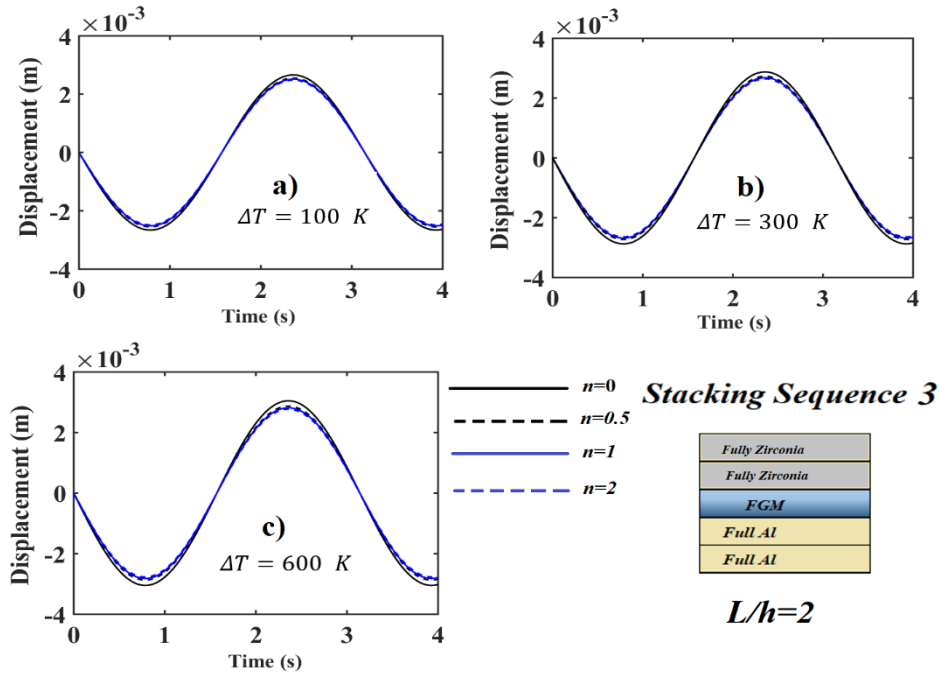 ×10⁻³
4
2
0
-2
-4
Displacement (m)
a)
ΔT = 100 K
0 1 2 3 4
Time (s)
×10⁻³
4
2
0
-2
-4
Displacement (m)
b)
ΔT = 300 K
0 1 2 3 4
Time (s)
×10⁻³
4
2
0
-2
-4
Displacement (m)
c)
ΔT = 600 K
0 1 2 3 4
Time (s)
n=0
n=0.5
n=1
n=2
Stacking Sequence 3
Fully Zirconia
Fully Zirconia
FGM
Full Al
Full Al
L/h=2